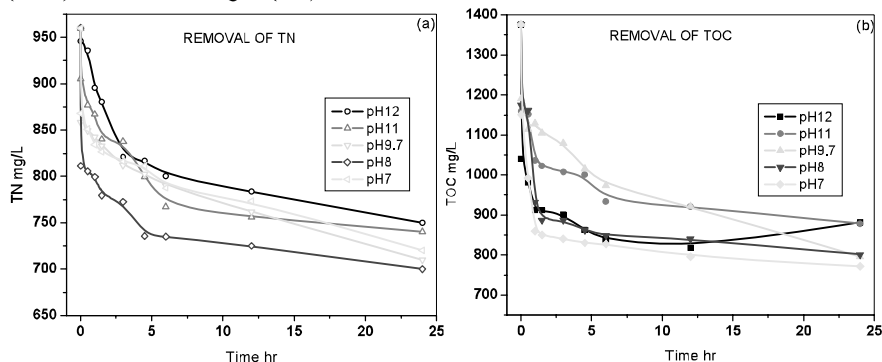 (a)
REMOVAL OF TN
950
900
850
800
750
700
650
TN mg/L
pH12
pH11
pH9.7
pH8
pH7
0 5 10 15 20 25
Time hr
(b)
REMOVAL OF TOC
1400
1300
1200
1100
1000
900
800
700
TOC mg/L
pH12
pH11
pH9.7
pH8
pH7
0 5 10 15 20 25
Time hr